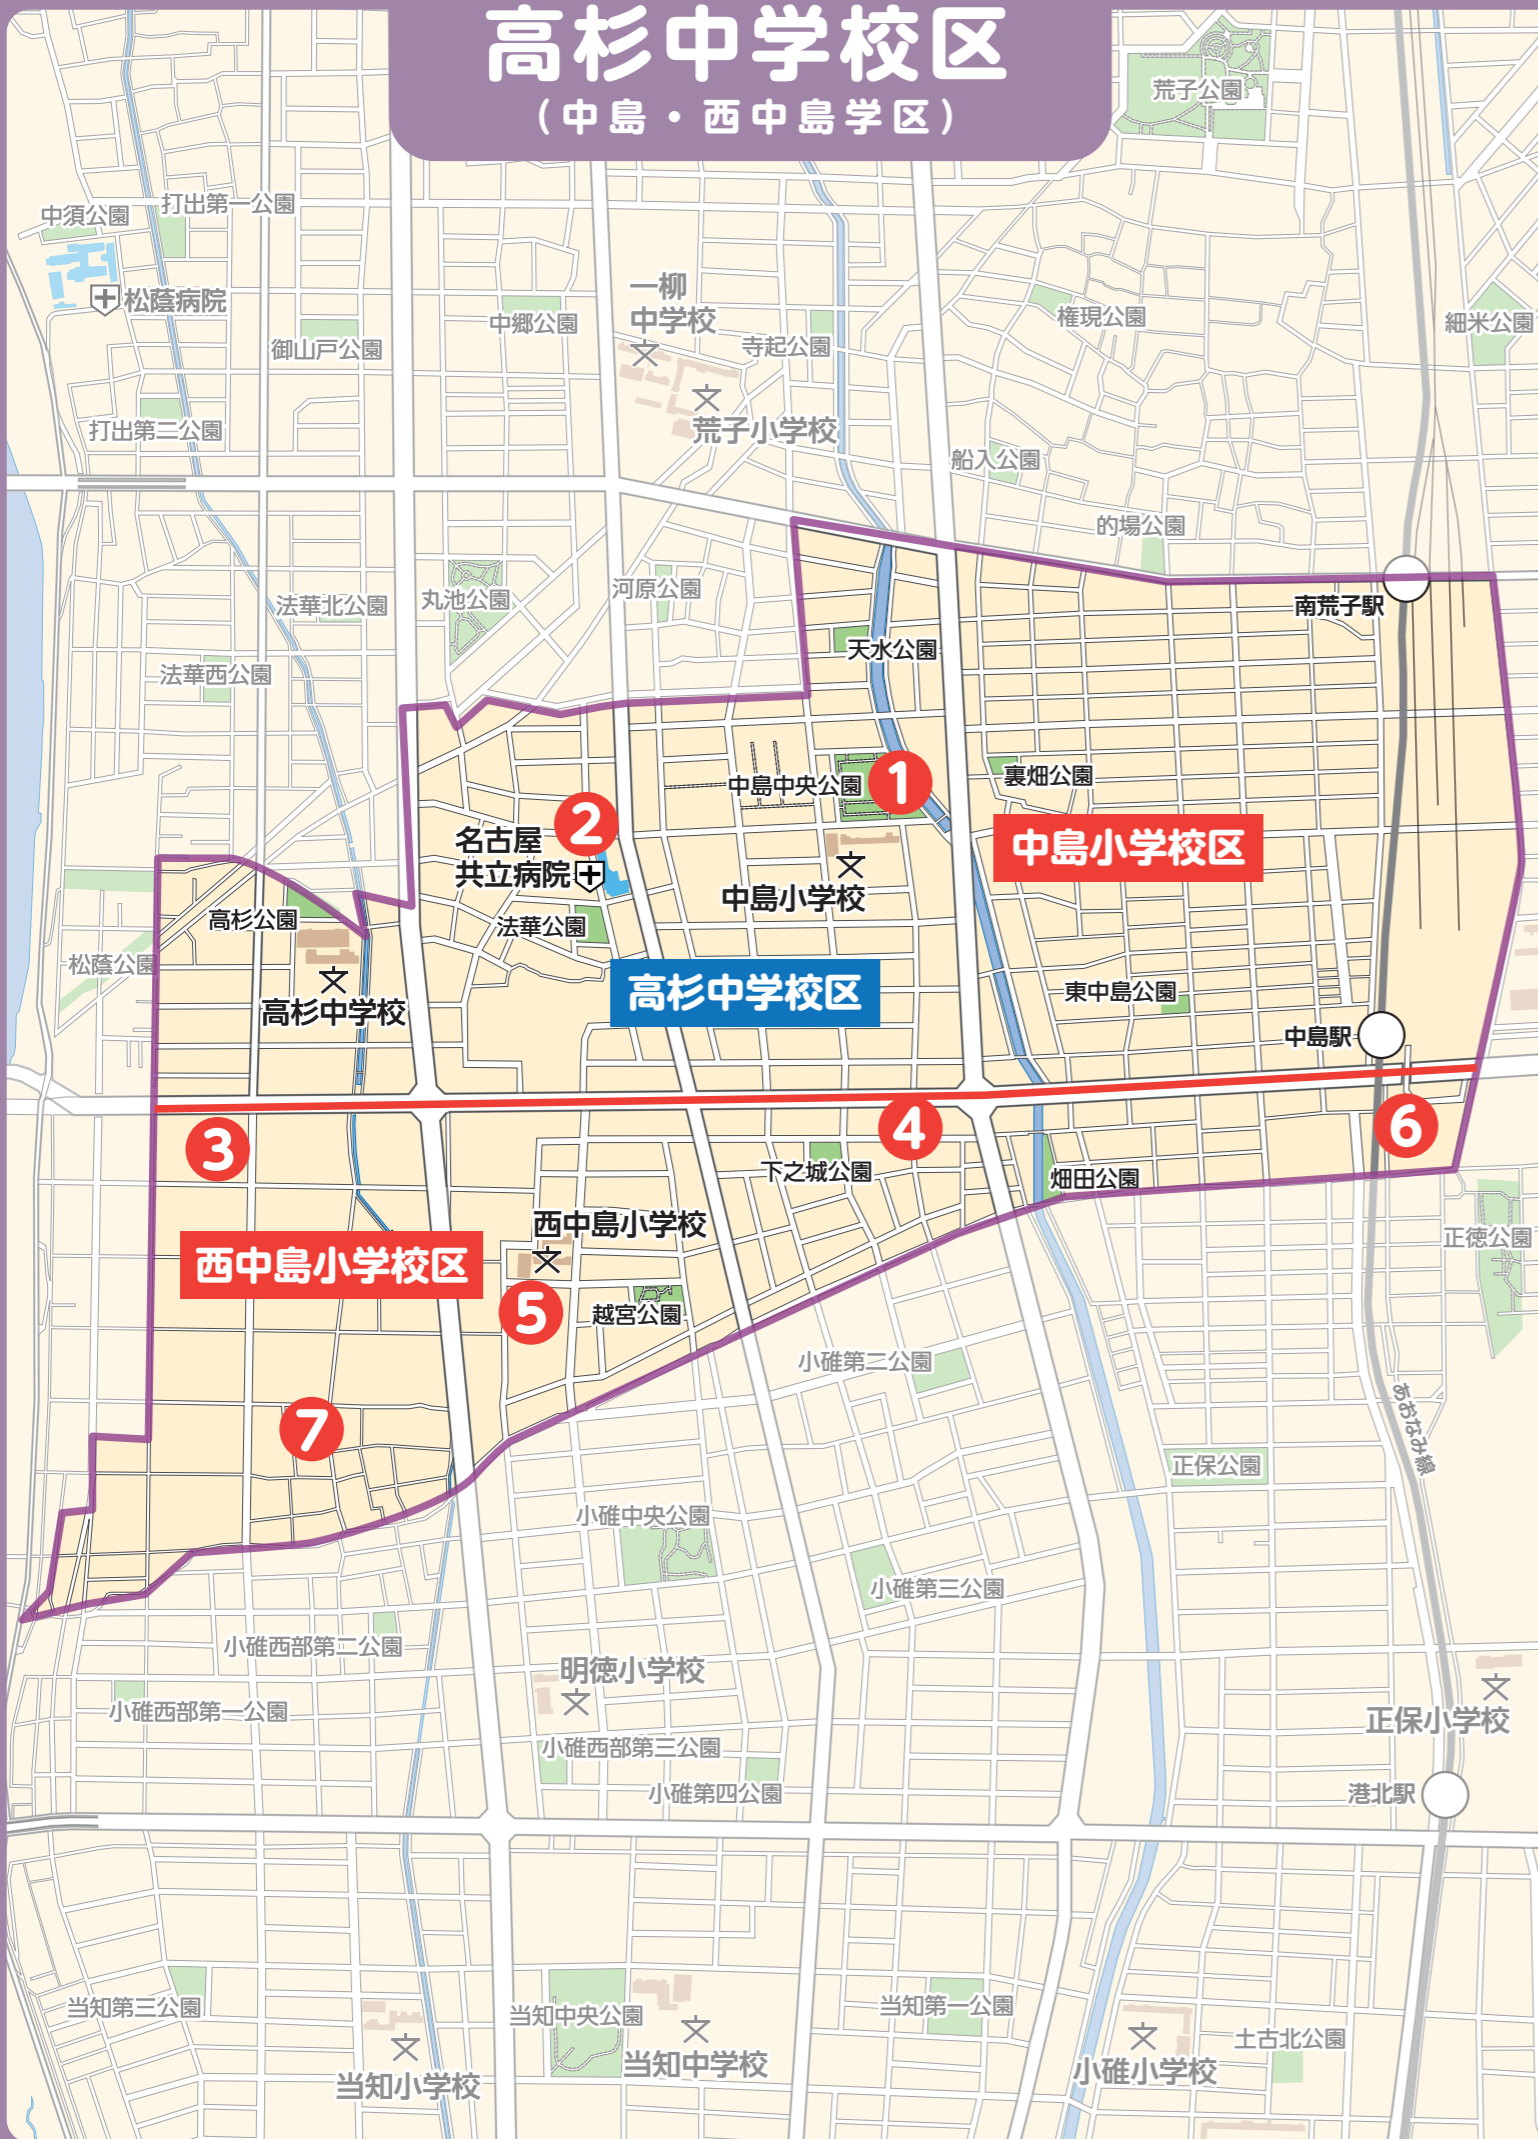 高杉中学校区
(中島・西中島学区)
荒子公園
中須公園
打出第一公園
松蔭病院
一柳
中学校
中郷公園
権現公園
細米公園
御山戸公園
寺起公園
荒子小学校
打出第二公園
船入公園
的場公園
河原公園
丸池公園
法華北公園
南荒子駅
天水公園
法華西公園
1
中島中央公園
裏畑公園
2
名古屋
共立病院
中島小学校区
中島小学校
高杉公園
法華公園
松蔭公園
高杉中学校
高杉中学校区
東中島公園
中島駅
3
4
6
下之城公園
畑田公園
西中島小学校
正徳公園
西中島小学校区
5
越宮公園
小碓第二公園
7
あおなみ線
正保公園
小碓中央公園
小碓第三公園
小碓西部第二公園
明徳小学校
小碓西部第一公園
正保小学校
小碓西部第三公園
小碓第四公園
港北駅
当知第三公園
当知中央公園
当知第一公園
土古北公園
当知中学校
小碓小学校
当知小学校